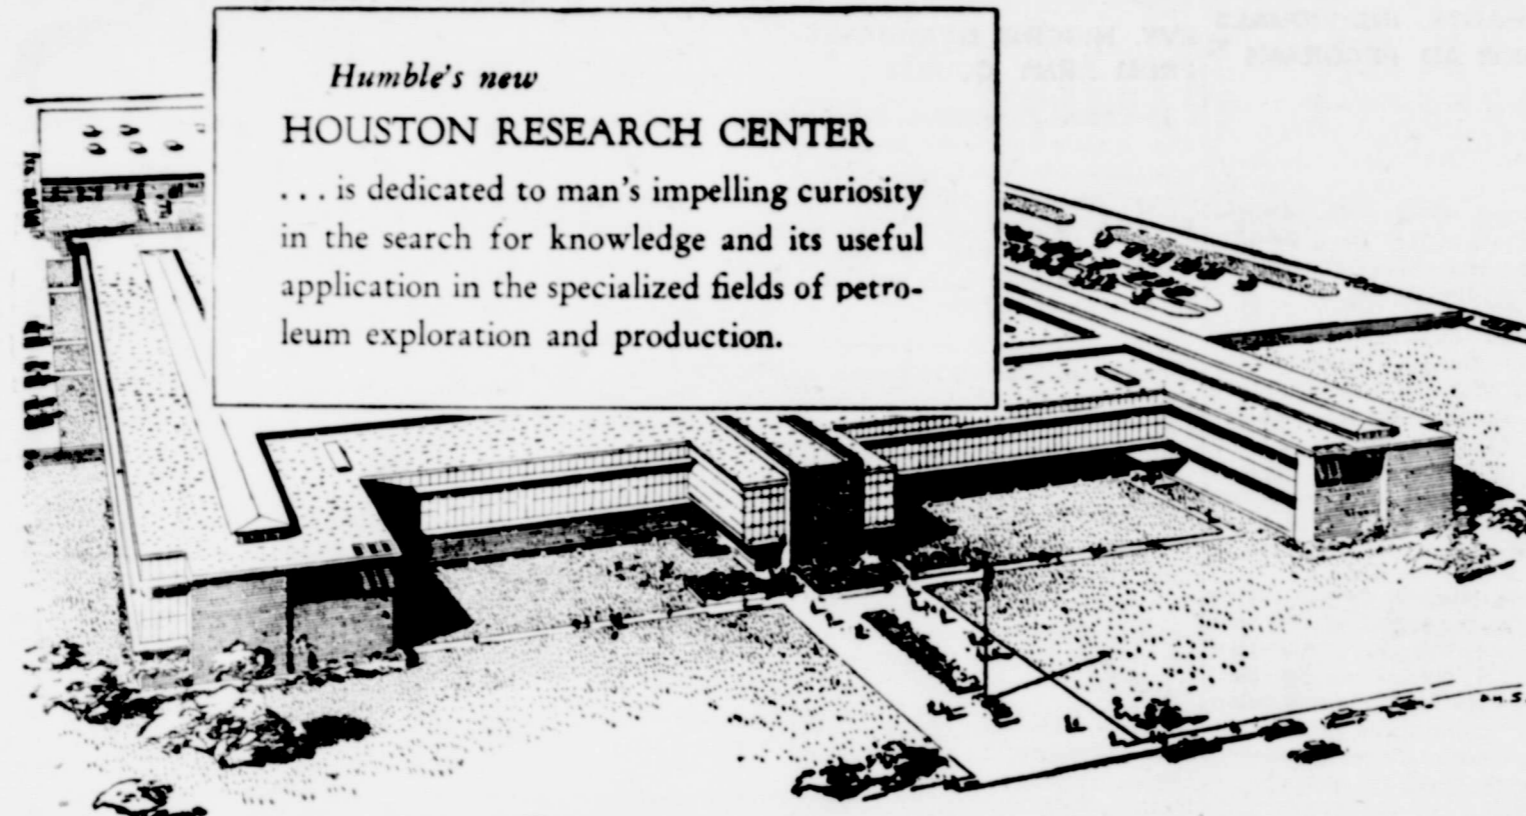 Humble's new
HOUSTON RESEARCH CENTER
... is dedicated to man's impelling curiosity
in the search for knowledge and its useful
application in the specialized fields of petro-
leum exploration and production.